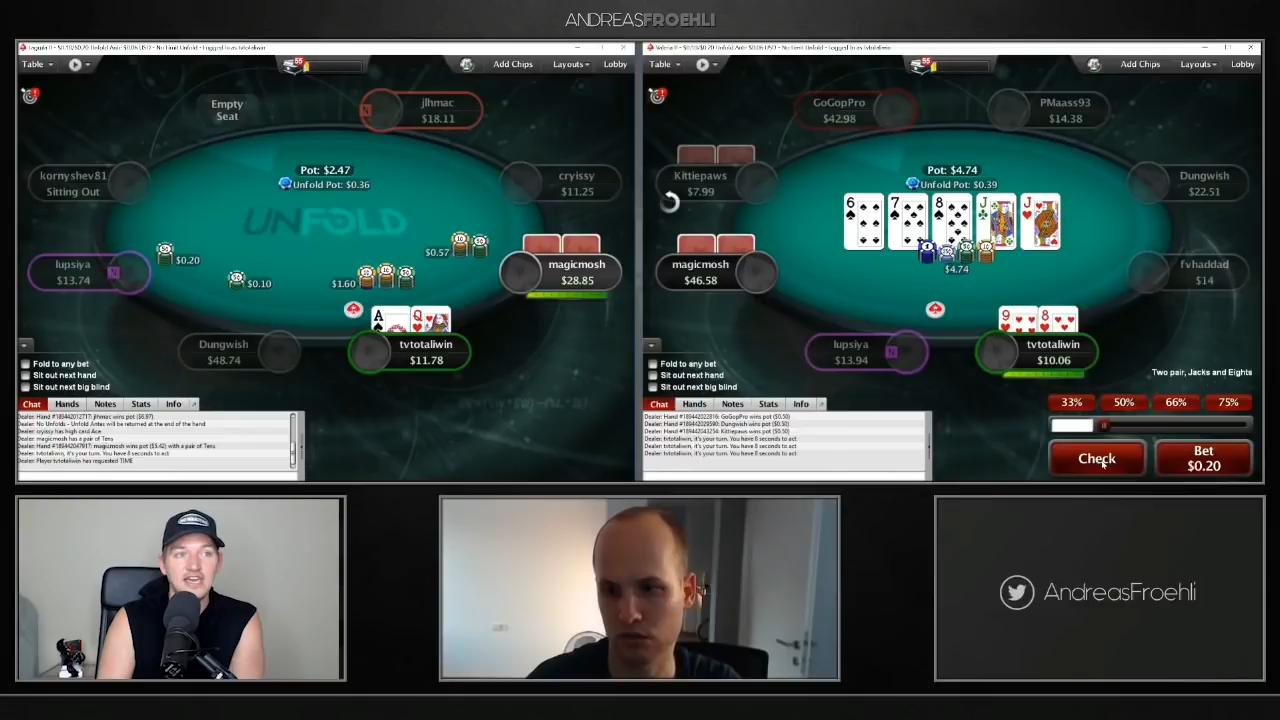 ANDREASFROEHLI
Table
Add Chips
Layouts
Lobby
Empty
Seat
jlhmac
$18.11
kornyshev81
Sitting Out
Pot: $2.47
Unfold Pot: $0.36
cryissy
$11.25
UNFOLD
$0.20
$0.10
$1.60
$0.57
lupsiya
$13.74
N
magicmosh
$28.85
A
Q
Dungwish
$48.74
tvtotaliwin
$11.78
Fold to any bet
Sit out next hand
Sit out next big blind
Chat
Hands
Notes
Stats
Info
Dealer: No Unfolds - Unfold Antes will be returned at the end of the hand
Dealer: cryissy has high card Ace
Dealer: magicmosh has a pair of Tens
Dealer: tvtotaliwin, it's your turn. You have 8 seconds to act
Dealer: Player tvtotaliwin has requested TIME
Table
Add Chips
Layouts
Lobby
GoGopPro
$42.98
PMaass93
$14.38
Kittiepaws
$7.99
Pot: $4.74
Unfold Pot: $0.39
Dungwish
$22.51
6 7 8 J J
$4.74
magicmosh
$46.58
fvhaddad
$14
9 8
lupsiya
$13.94
N
tvtotaliwin
$10.06
Fold to any bet
Sit out next hand
Sit out next big blind
Two pair, Jacks and Eights
Chat
Hands
Notes
Stats
Info
33%
50%
66%
75%
Dealer: tvtotaliwin, it's your turn. You have 8 seconds to act
Dealer: tvtotaliwin, it's your turn. You have 8 seconds to act
Dealer: tvtotaliwin, it's your turn. You have 8 seconds to act
Check
Bet
$0.20
AndreasFroehli